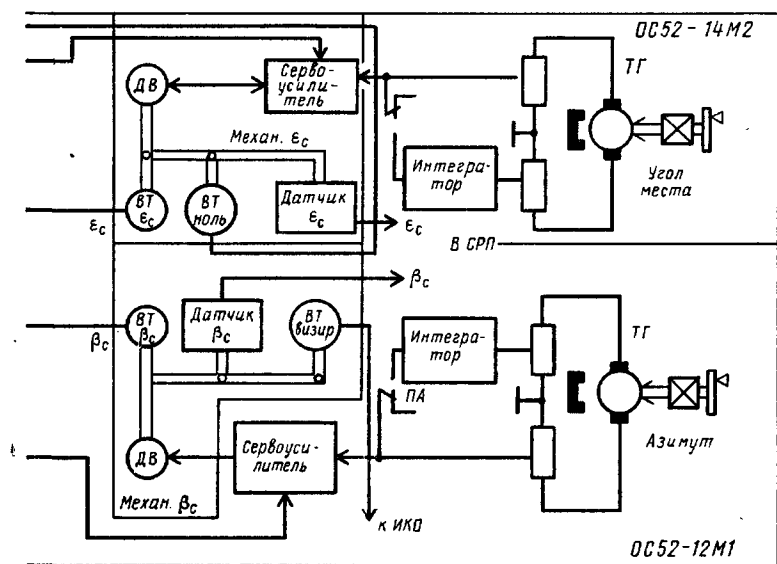 ОС52-14М2
ДВ
Серво-
усили-
тель
ТГ
Механ. εс
Интегра-
тор
Угол
места
ВТ
εс
ВТ
моль
Датчик
εс
εс
εс
В СРП
βс
ВТ
βс
Датчик
βс
ВТ
визир
Интегра-
тор
ТГ
βс
ПА
Азимут
ДВ
Сервоуси-
литель
Механ. βс
к ИКО
ОС52-12М1